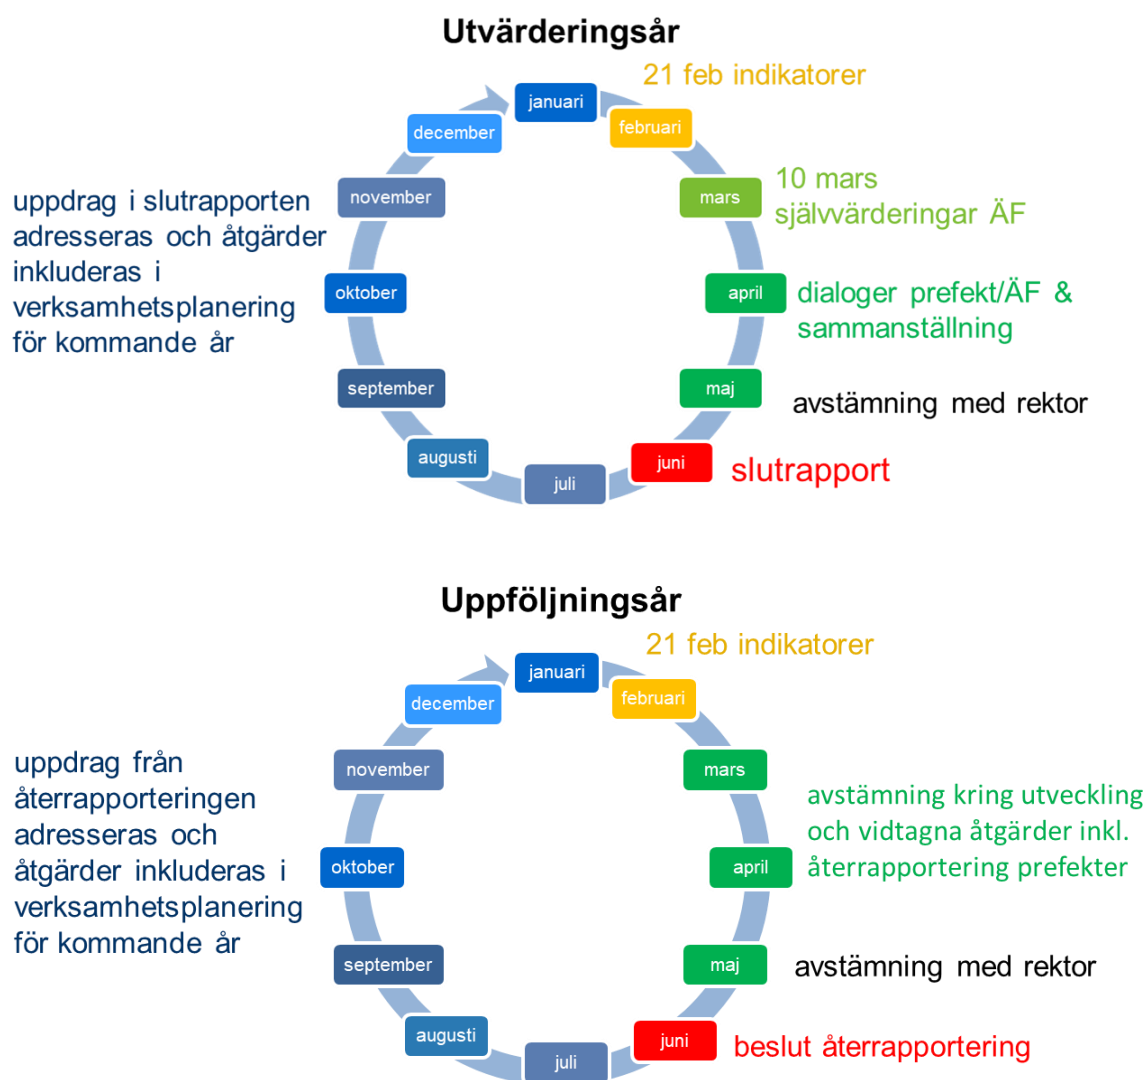 Utvärderingsår
21 feb indikatorer
januari
februari
december
mars
10 mars
självvärderingar ÄF
november
uppdrag i slutrapporten
adresseras och åtgärder
inkluderas i
verksamhetsplanering
för kommande år
oktober
april
dialoger prefekt/ÄF &
sammanställning
september
maj
avstämning med rektor
augusti
juni
slutrapport
juli
Uppföljningsår
21 feb indikatorer
januari
februari
december
november
mars
uppdrag från
återrapporteringen
adresseras och
åtgärder inkluderas i
verksamhetsplanering
för kommande år
avstämning kring utveckling
och vidtagna åtgärder inkl.
återrapportering prefekter
oktober
april
september
maj
avstämning med rektor
augusti
juni
beslut återrapportering
juli